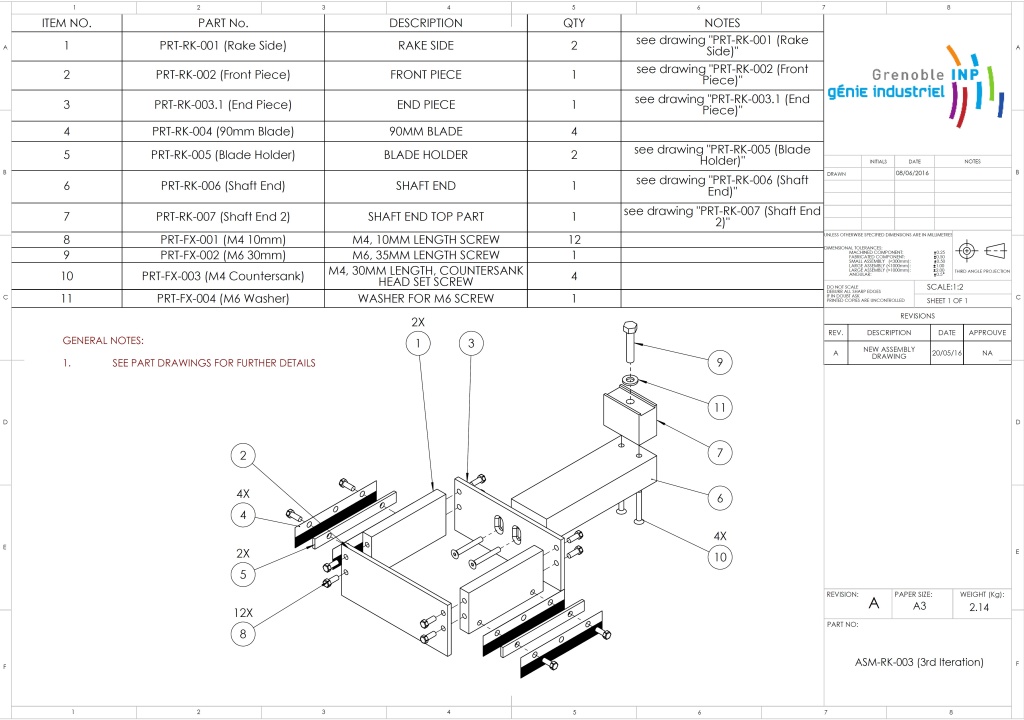 1 2 3 4 5 6 7 8
ITEM NO. PART No. DESCRIPTION QTY NOTES
1 PRT-RK-001 (Rake Side) RAKE SIDE 2 see drawing "PRT-RK-001 (Rake
Side)"
2 PRT-RK-002 (Front Piece) FRONT PIECE 1 see drawing "PRT-RK-002 (Front
Piece)"
3 PRT-RK-003.1 (End Piece) END PIECE 1 see drawing "PRT-RK-003.1 (End
Piece)"
4 PRT-RK-004 (90mm Blade) 90MM BLADE 4
5 PRT-RK-005 (Blade Holder) BLADE HOLDER 2 see drawing "PRT-RK-005 (Blade
Holder)"
6 PRT-RK-006 (Shaft End) SHAFT END 1 see drawing "PRT-RK-006 (Shaft
End)"
7 PRT-RK-007 (Shaft End 2) SHAFT END TOP PART 1 see drawing "PRT-RK-007 (Shaft End
2)"
8 PRT-FX-001 (M4 10mm) M4, 10MM LENGTH SCREW 12
9 PRT-FX-002 (M6 30mm) M6, 35MM LENGTH SCREW 1
10 PRT-FX-003 (M4 Countersank) M4, 30MM LENGTH, COUNTERSANK
HEAD SET SCREW 4
11 PRT-FX-004 (M6 Washer) WASHER FOR M6 SCREW 1
Grenoble INP
génie industriel
INITIALS DATE NOTES
DRAWN 08/06/2016
UNLESS OTHERWISE SPECIFIED DIMENSIONS ARE IN MILLIMETRES
DIMENSIONAL TOLERANCES:
MACHINED COMPONENT: ±0.25
FABRICATED COMPONENT: ±0.50
SMALL ASSEMBLY (<300mm): ±0.50
LARGE ASSEMBLY (<1000mm): ±1.00
LARGE ASSEMBLY (>1000mm): ±2.00
ANGULAR: ±0.5°
THIRD ANGLE PROJECTION
DO NOT SCALE
DEBURR ALL SHARP EDGES
IF IN DOUBT ASK
PRINTED COPIES ARE UNCONTROLLED
SCALE:1:2
SHEET 1 OF 1
REVISIONS
REV. DESCRIPTION DATE APPROUVE
A NEW ASSEMBLY
DRAWING 20/05/16 NA
GENERAL NOTES:
1. SEE PART DRAWINGS FOR FURTHER DETAILS
2X
1
3
9
11
7
6
4X
10
2
4X
4
2X
5
12X
8
REVISION: A
PAPER SIZE: A3
WEIGHT (Kg): 2.14
PART NO:
ASM-RK-003 (3rd Iteration)
A B C D E F
A B C D E F
1 2 3 4 5 6 7 8